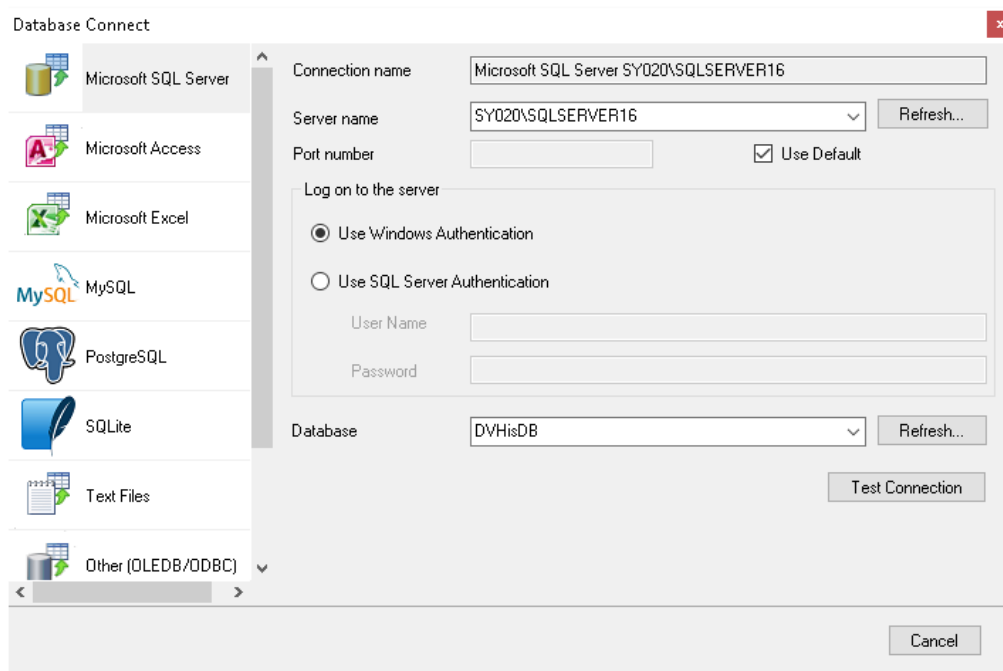 Database Connect
x
Microsoft SQL Server
Microsoft Access
Microsoft Excel
MySQL MySQL
PostgreSQL
SQLite
Text Files
Other (OLEDB/ODBC)
Connection name Microsoft SQL Server SY020\SQLSERVER16
Server name SY020\SQLSERVER16 Refresh...
Port number Use Default
Log on to the server
Use Windows Authentication
Use SQL Server Authentication
User Name
Password
Database DVHisDB Refresh...
Test Connection
Cancel